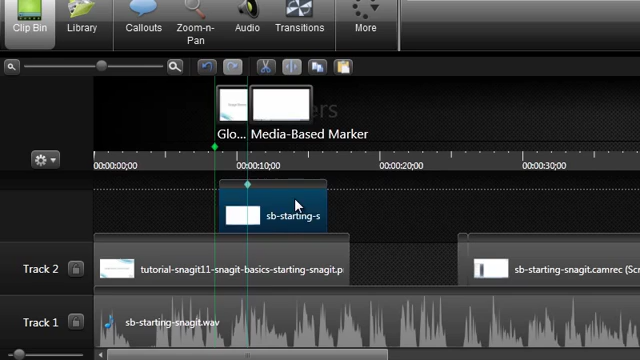 Clip Bin
Library
Callouts
Zoom-n-
Pan
Audio
Transitions
More
Glo... Media-Based Marker
00:00:00;00 00:00:10;00 00:00:20;00 00:00:30;00
sb-starting-s
Track 2 tutorial-snagit11-snagit-basics-starting-snagit.p sb-starting-snagit.camrec (Scr
Track 1 sb-starting-snagit.wav